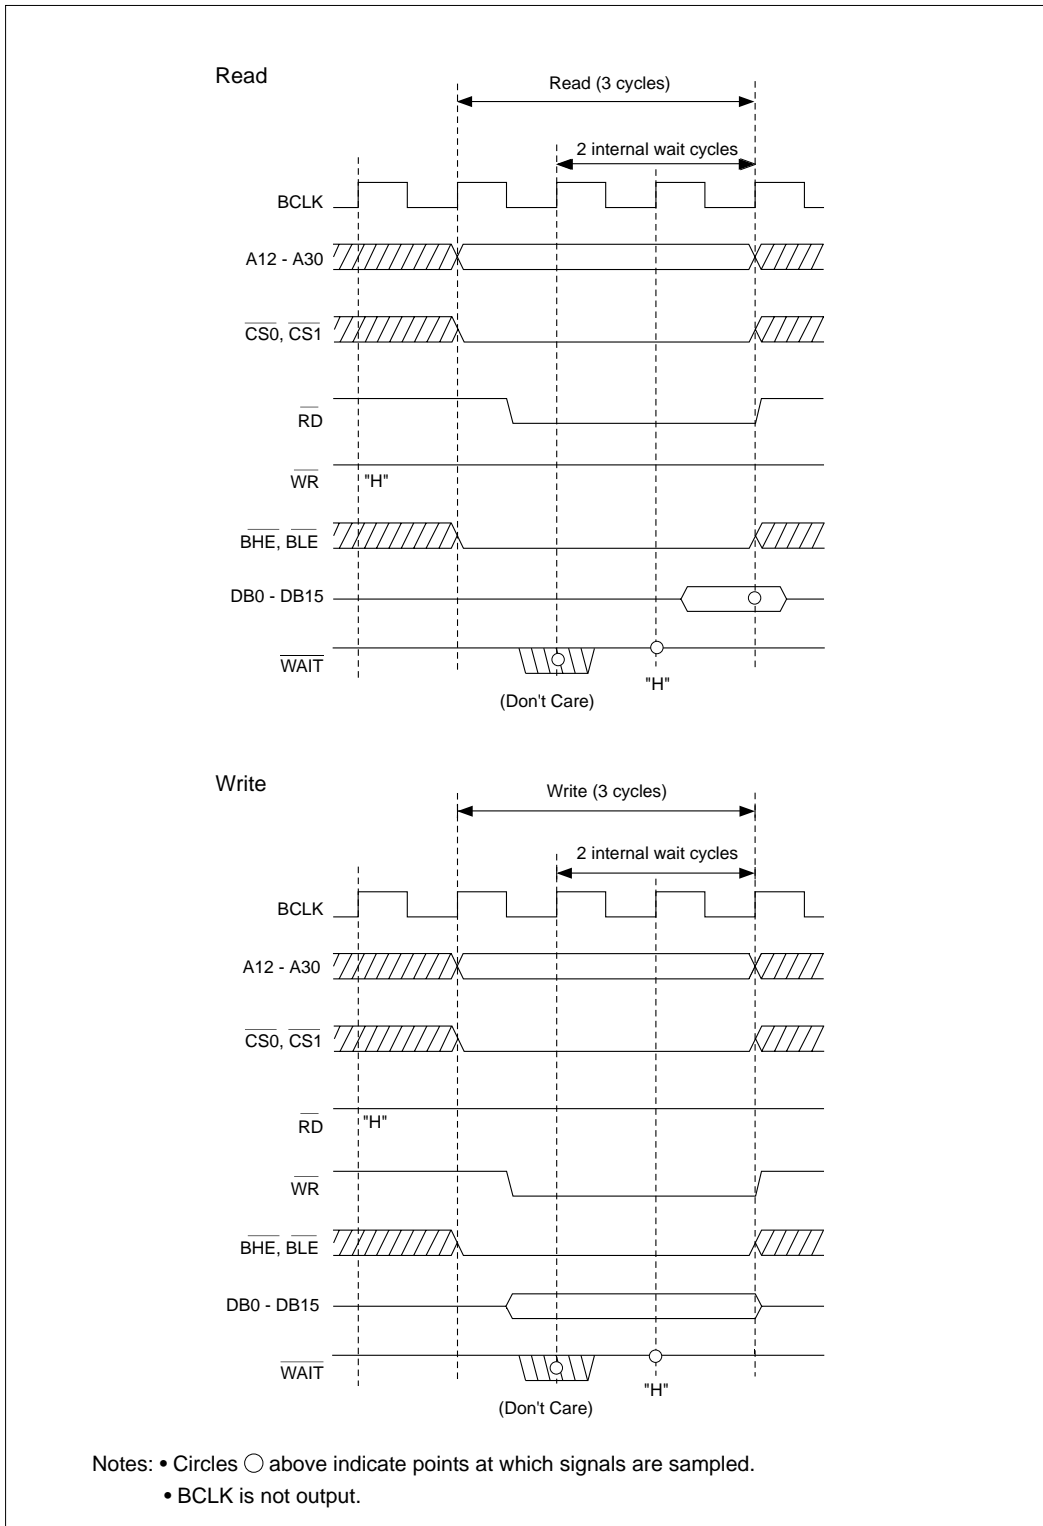 Read
Read (3 cycles)
2 internal wait cycles
BCLK
A12 - A30
CS0, CS1
RD
WR "H"
BHE, BLE
DB0 - DB15
WAIT
"H"
(Don't Care)
Write
Write (3 cycles)
2 internal wait cycles
BCLK
A12 - A30
CS0, CS1
RD "H"
WR
BHE, BLE
DB0 - DB15
WAIT
"H"
(Don't Care)
Notes: • Circles ○ above indicate points at which signals are sampled.
• BCLK is not output.